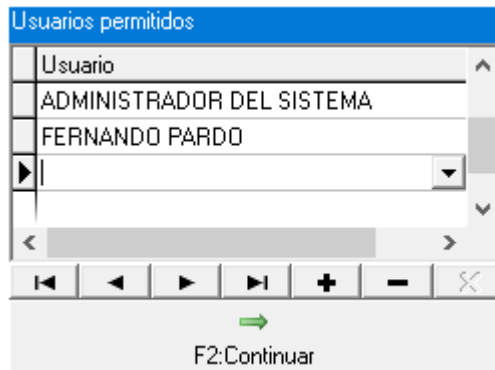 Usuarios permitidos
Usuario
ADMINISTRADOR DEL SISTEMA
FERNANDO PARDO
F2:Continuar